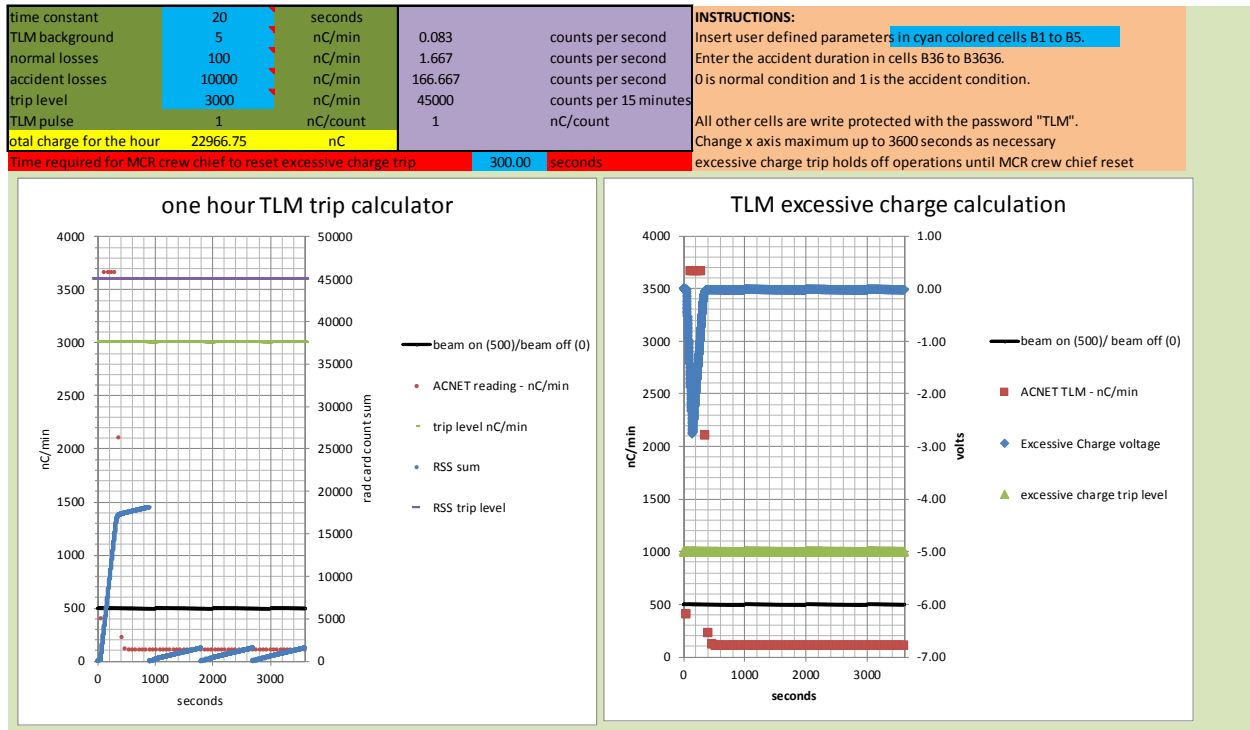 time constant 20 seconds
TLM background 5 nC/min 0.083 counts per second
normal losses 100 nC/min 1.667 counts per second
accident losses 10000 nC/min 166.667 counts per second
trip level 3000 nC/min 45000 counts per 15 minutes
TLM pulse 1 nC/count 1 nC/count
otal charge for the hour 22966.75 nC
Time required for MCR crew chief to reset excessive charge trip 300.00 seconds
INSTRUCTIONS:
Insert user defined parameters in cyan colored cells B1 to B5.
Enter the accident duration in cells B36 to B3636.
0 is normal condition and 1 is the accident condition.
All other cells are write protected with the password "TLM".
Change x axis maximum up to 3600 seconds as necessary
excessive charge trip holds off operations until MCR crew chief reset
one hour TLM trip calculator
4000
3500
3000
2500
2000
1500
1000
500
0
nC/min
50000
45000
40000
35000
30000
25000
20000
15000
10000
5000
0
rad card count sum
0 1000 2000 3000
seconds
beam on (500)/beam off (0)
ACNET reading - nC/min
trip level nC/min
RSS sum
RSS trip level
TLM excessive charge calculation
4000
3500
3000
2500
2000
1500
1000
500
0
nC/min
1.00
0.00
-1.00
-2.00
-3.00
-4.00
-5.00
-6.00
-7.00
volts
0 1000 2000 3000
seconds
beam on (500)/ beam off (0)
ACNET TLM - nC/min
Excessive Charge voltage
excessive charge trip level